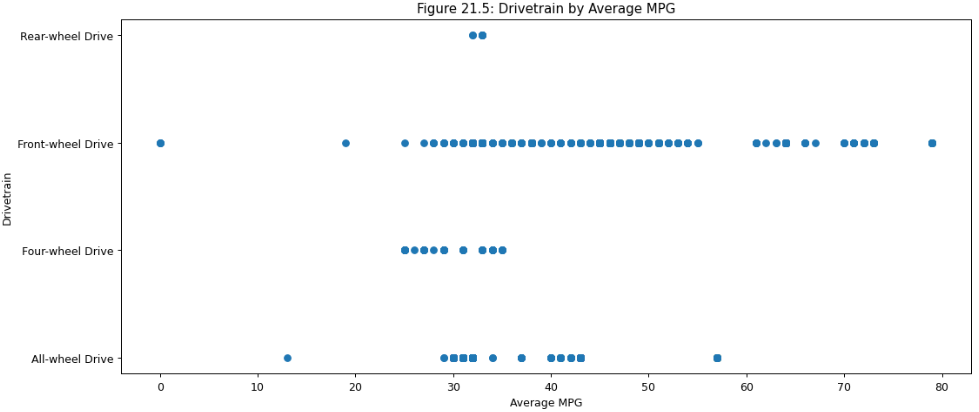 Figure 21.5: Drivetrain by Average MPG
Rear-wheel Drive
Front-wheel Drive
Four-wheel Drive
All-wheel Drive
Drivetrain
0 10 20 30 40 50 60 70 80
Average MPG